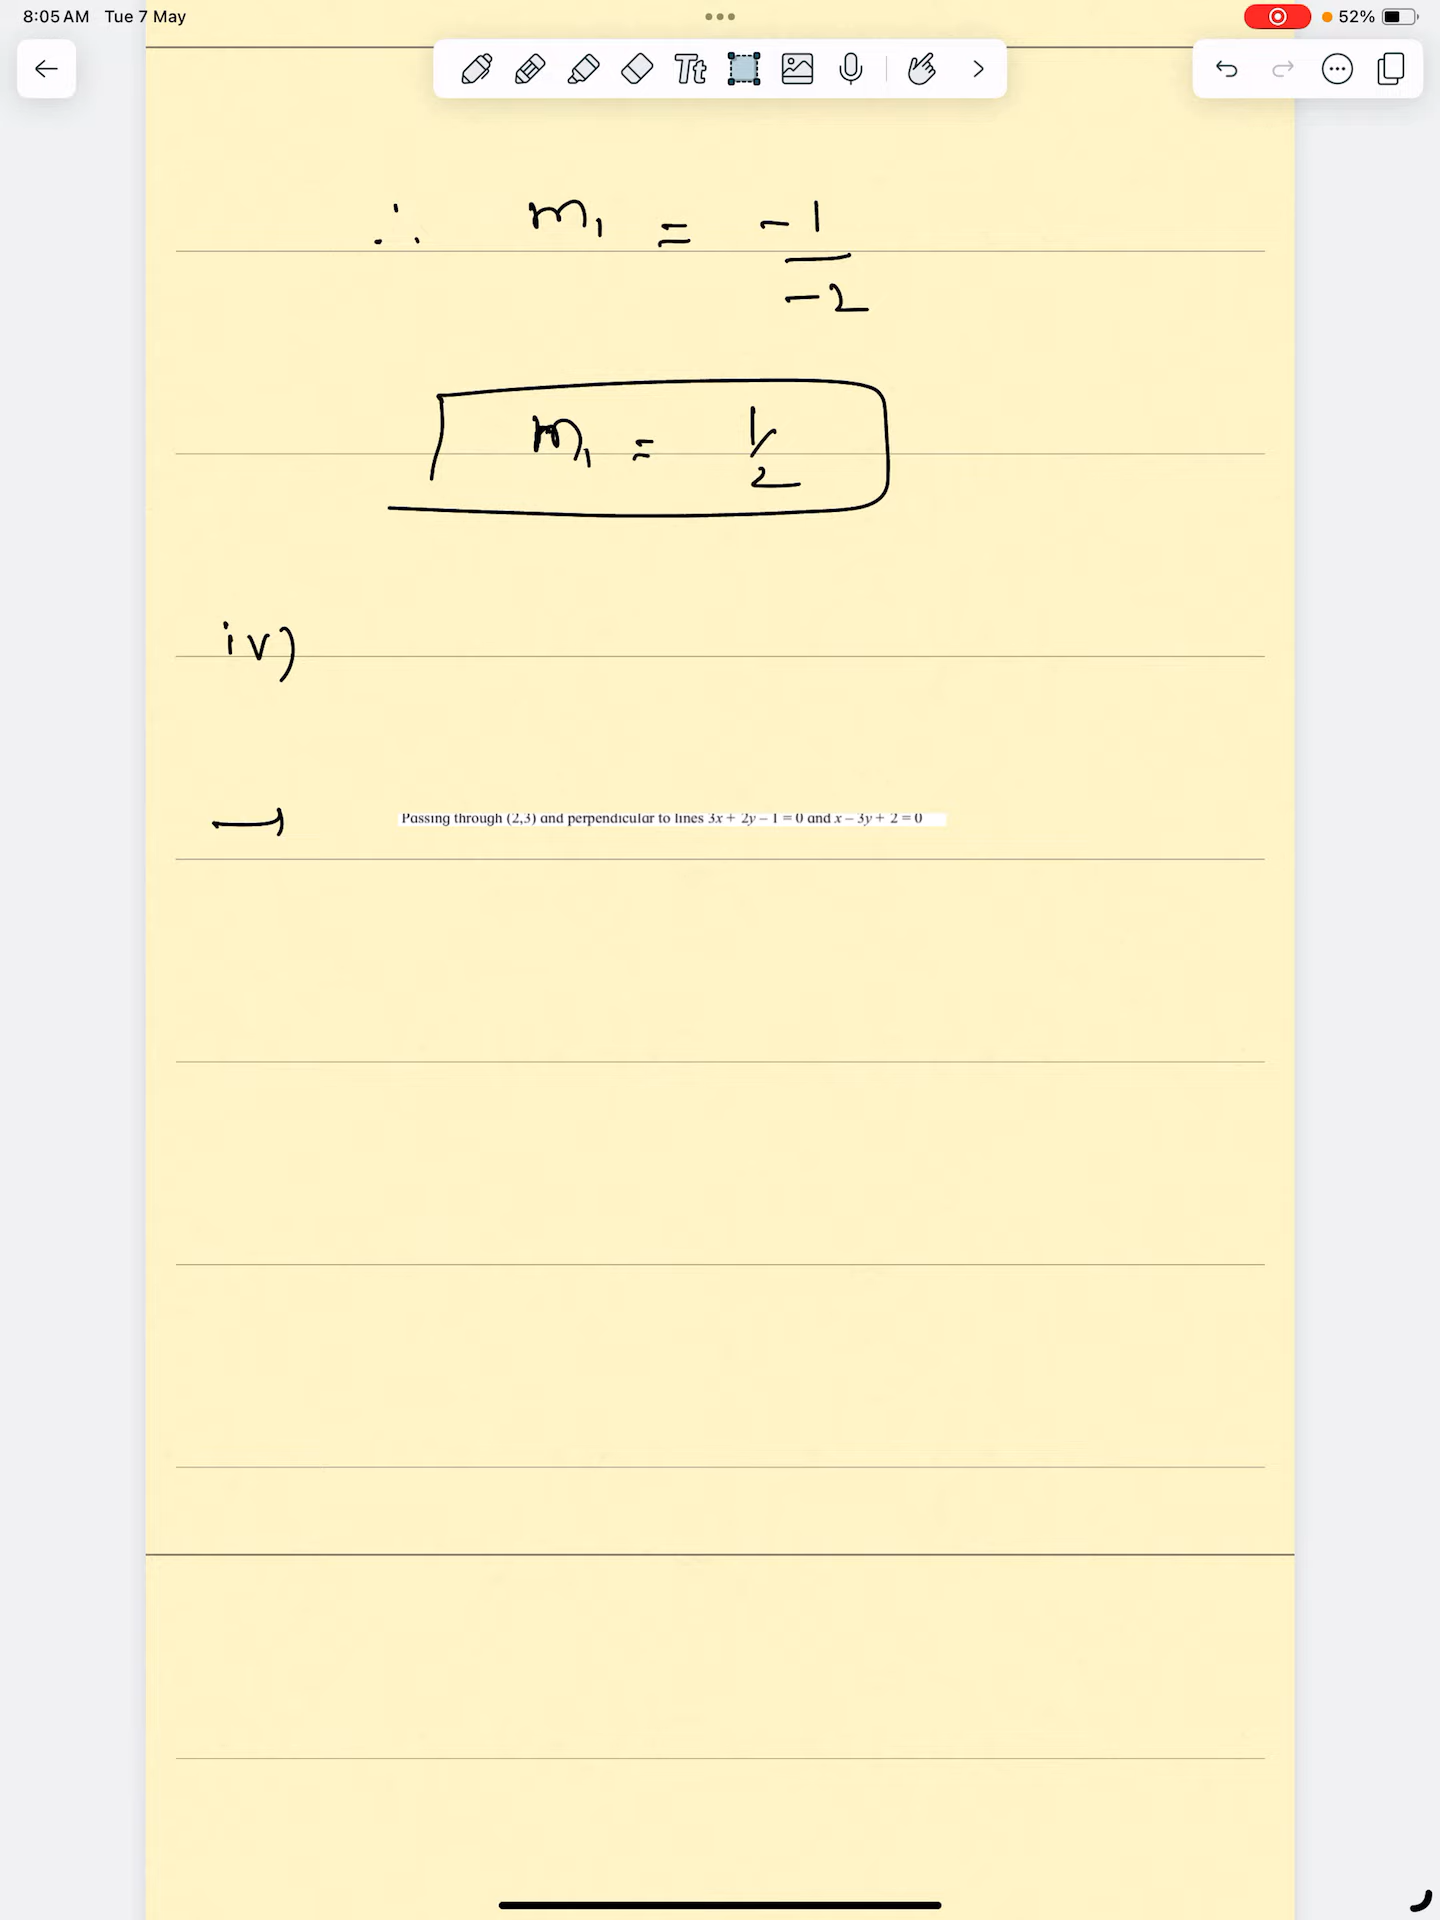 8:05 AM Tue 7 May
52%
Tt
∴ m₁ = -1
-2
m₁ = 1/2
iv)
Passing through (2,3) and perpendicular to lines 3x + 2y – 1 = 0 and x – 3y + 2 = 0